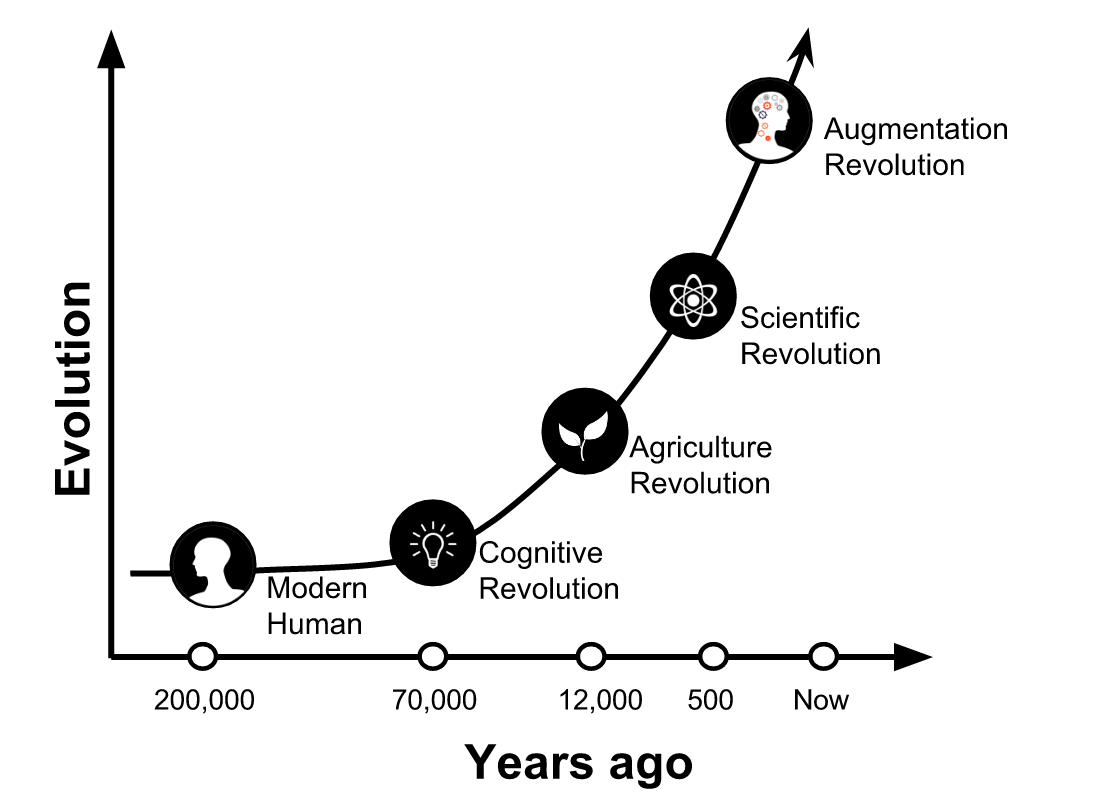 Evolution
Augmentation
Revolution
Scientific
Revolution
Agriculture
Revolution
Cognitive
Revolution
Modern
Human
200,000
70,000
12,000
500
Now
Years ago